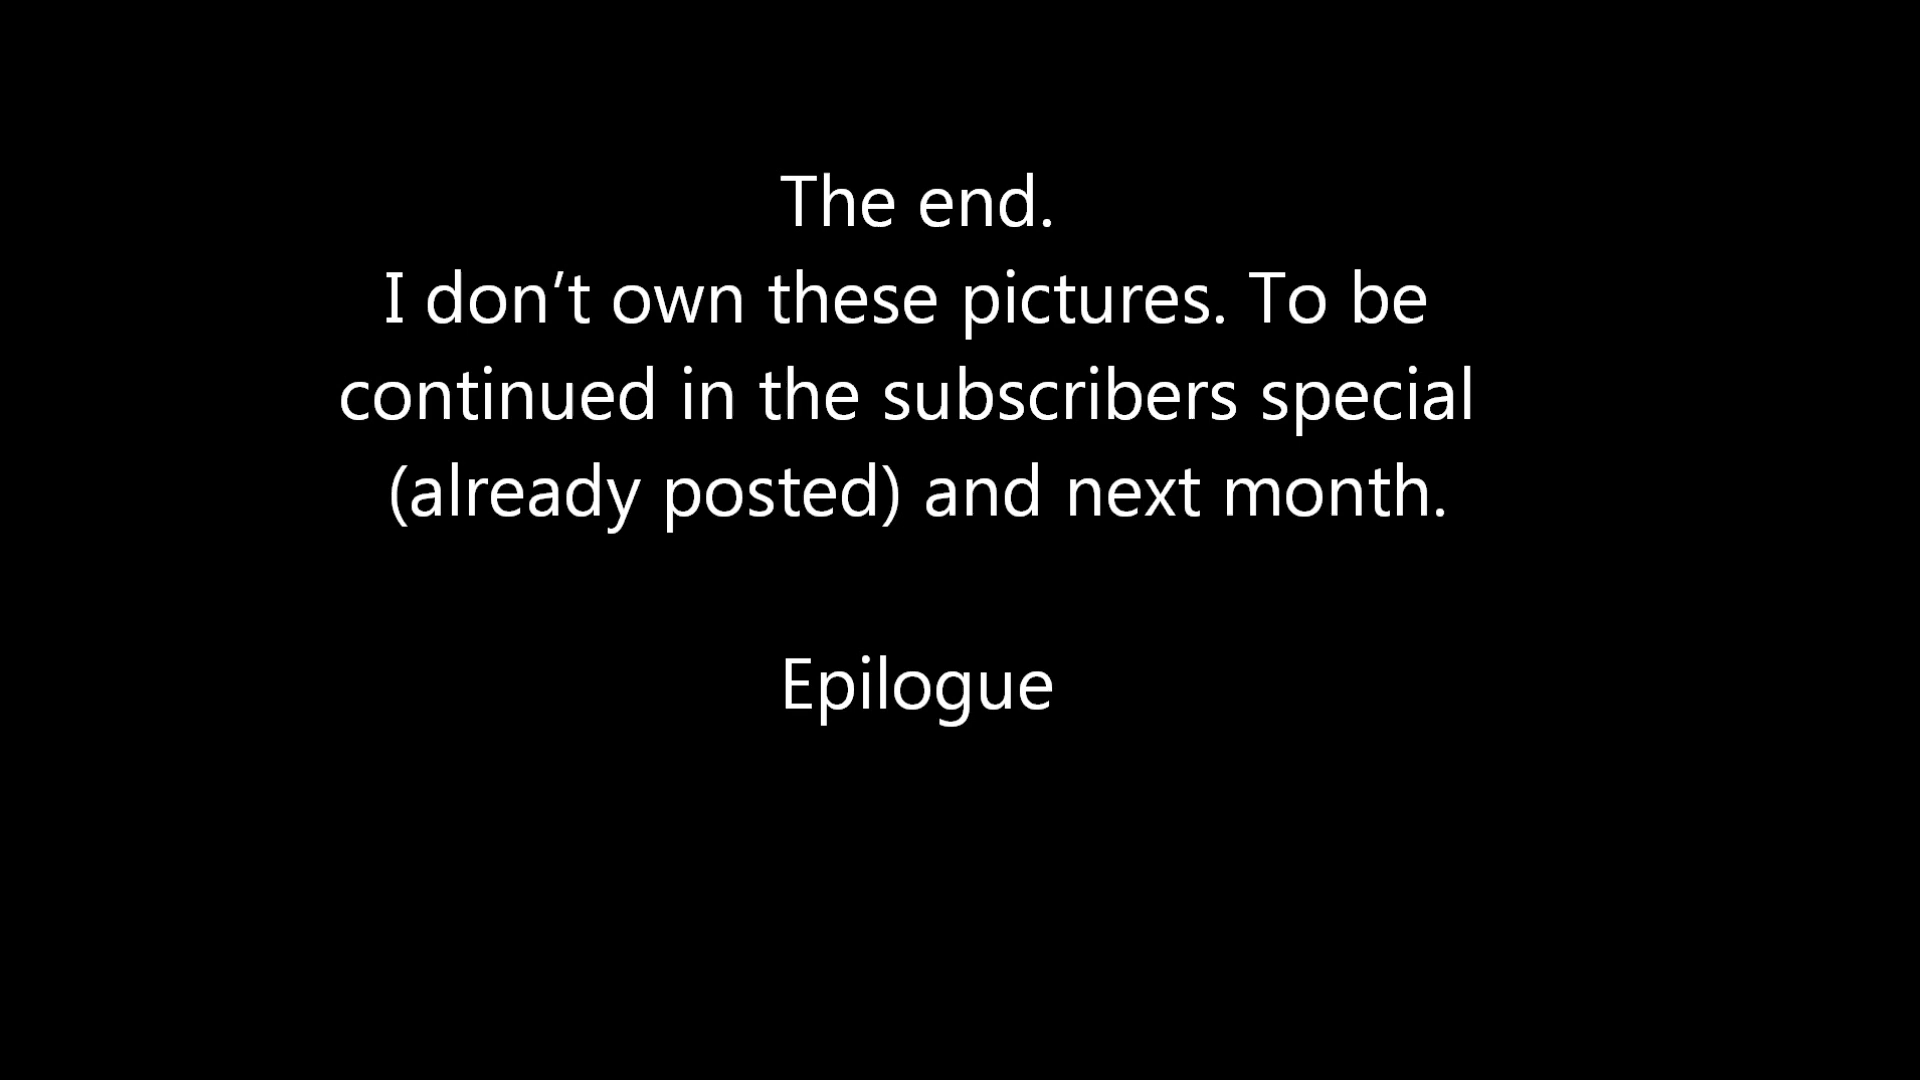 The end.
I don’t own these pictures. To be
continued in the subscribers special
(already posted) and next month.
Epilogue